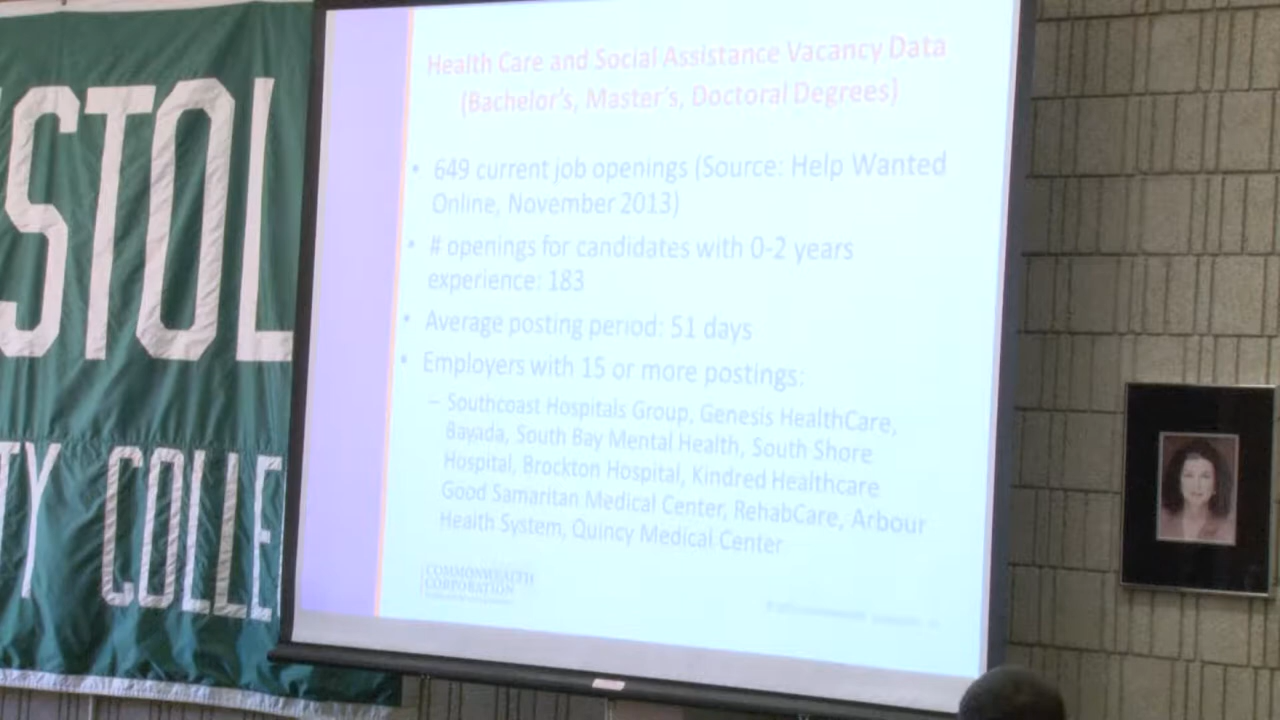 STOL
TY COLLE
Health Care and Social Assistance Vacancy Data
(Bachelor's, Master's, Doctoral Degrees)
• 649 current job openings (Source: Help Wanted
Online, November 2013)
• # openings for candidates with 0-2 years
experience: 183
• Average posting period: 51 days
• Employers with 15 or more postings:
– Southcoast Hospitals Group, Genesis HealthCare,
Bayada, South Bay Mental Health, South Shore
Hospital, Brockton Hospital, Kindred Healthcare
Good Samaritan Medical Center, RehabCare, Arbour
Health System, Quincy Medical Center
COMMONWEALTH
CORPORATION